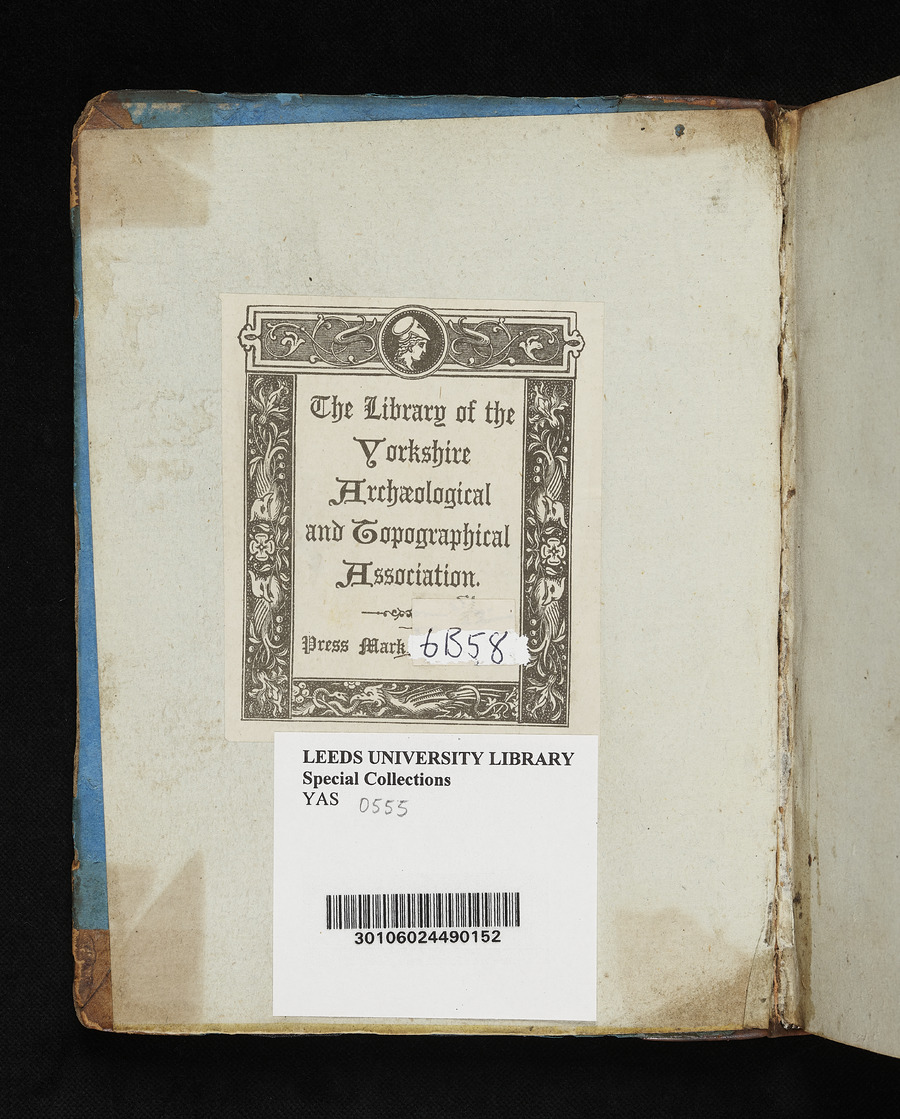 The Library of the
Yorkshire
Archæological
and Topographical
Association.
Press Mark 6B58
LEEDS UNIVERSITY LIBRARY
Special Collections
YAS 0555
30106024490152